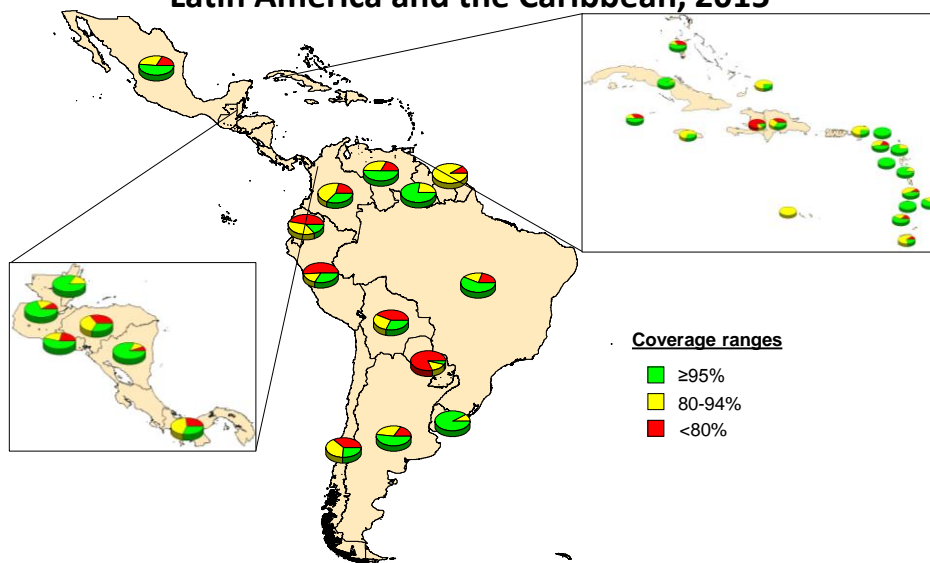 Latin America and the Caribbean, 2015
Coverage ranges
≥95%
80-94%
<80%